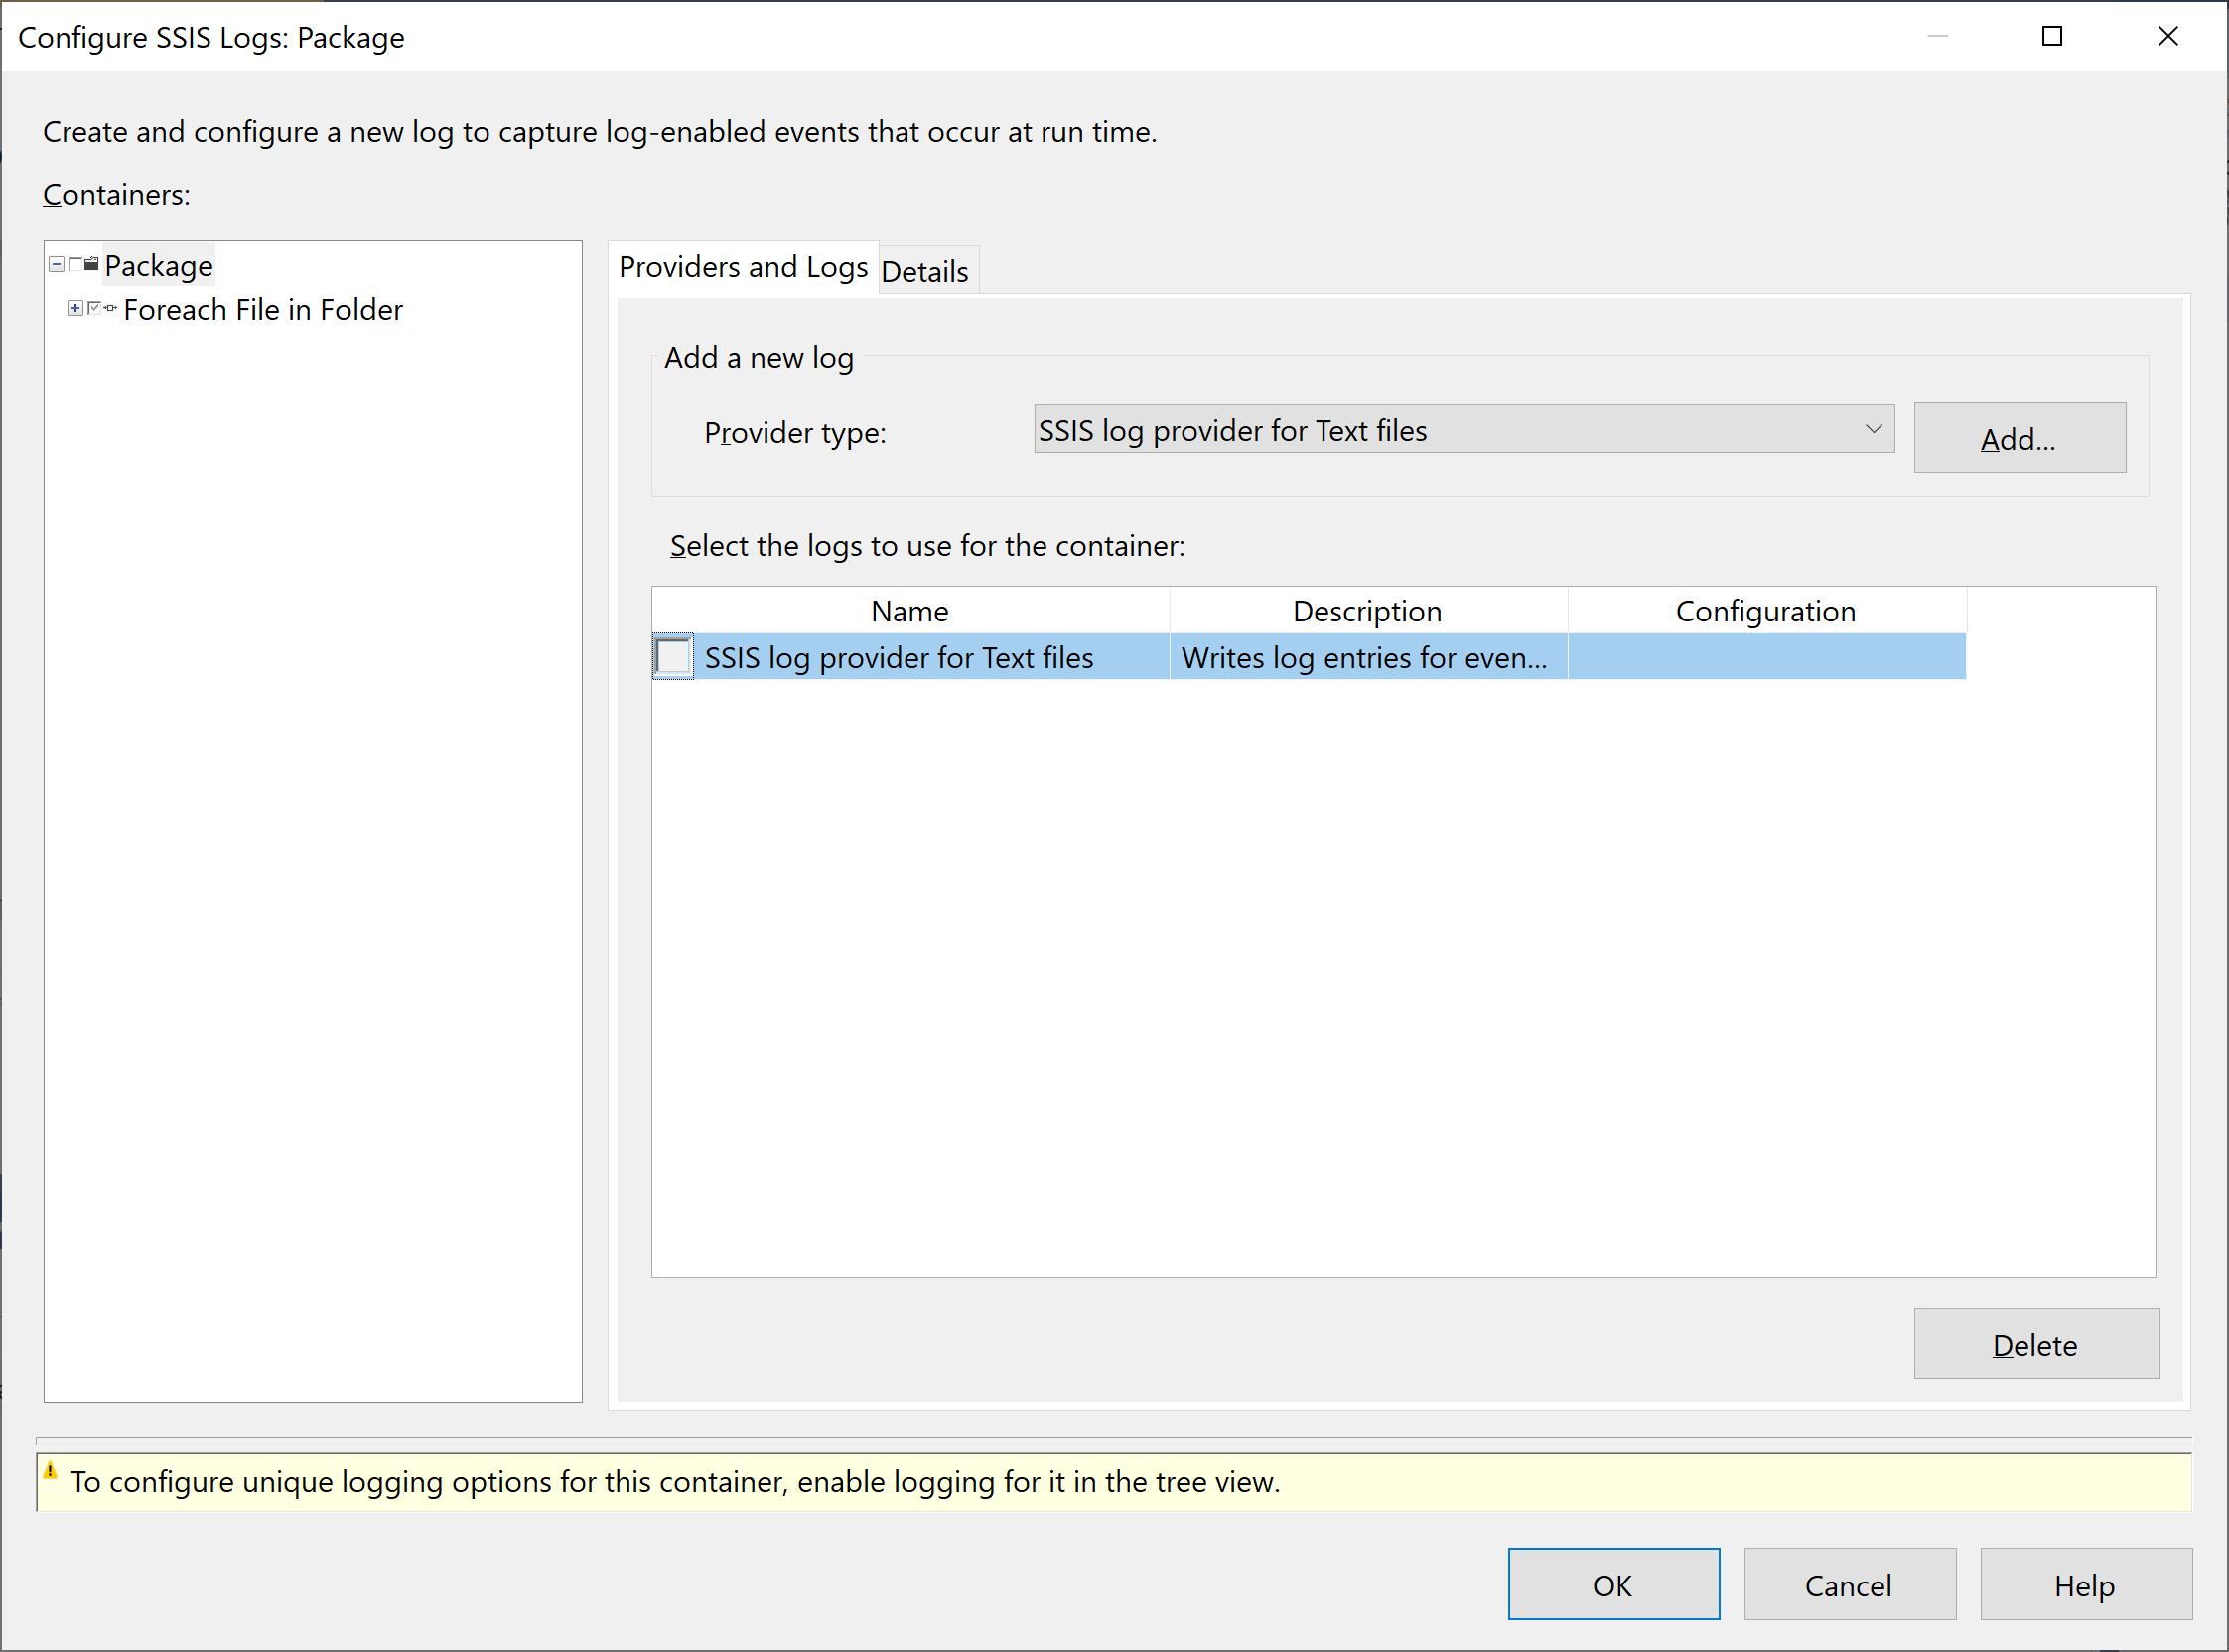 Configure SSIS Logs: Package
Create and configure a new log to capture log-enabled events that occur at run time.
Containers:
Package
Foreach File in Folder
Providers and Logs
Details
Add a new log
Provider type:
SSIS log provider for Text files
Add...
Select the logs to use for the container:
Name Description Configuration
SSIS log provider for Text files Writes log entries for even...
Delete
To configure unique logging options for this container, enable logging for it in the tree view.
OK Cancel Help